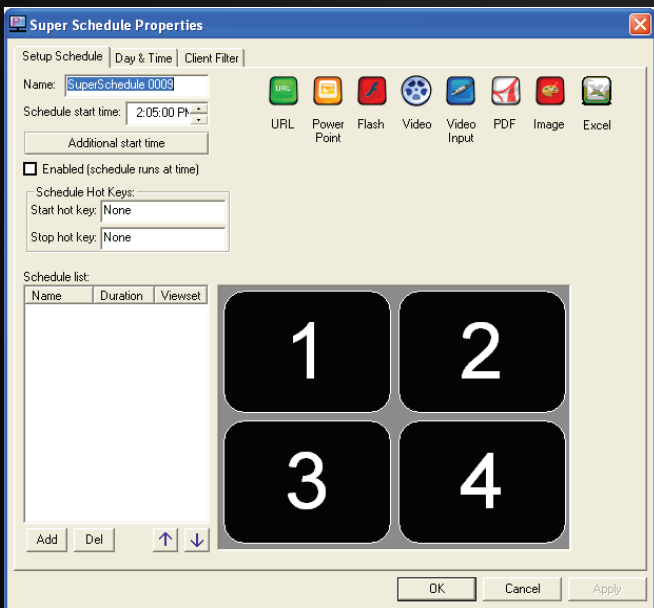 Super Schedule Properties
Setup Schedule Day & Time Client Filter
Name: SuperSchedule 0009
Schedule start time: 2:05:00 PM
Additional start time
Enabled (schedule runs at time)
Schedule Hot Keys:
Start hot key: None
Stop hot key: None
URL
URL Power Point Flash Video Video Input PDF Image Excel
Schedule list:
Name Duration Viewset
1 2
3 4
Add Del
OK Cancel Apply